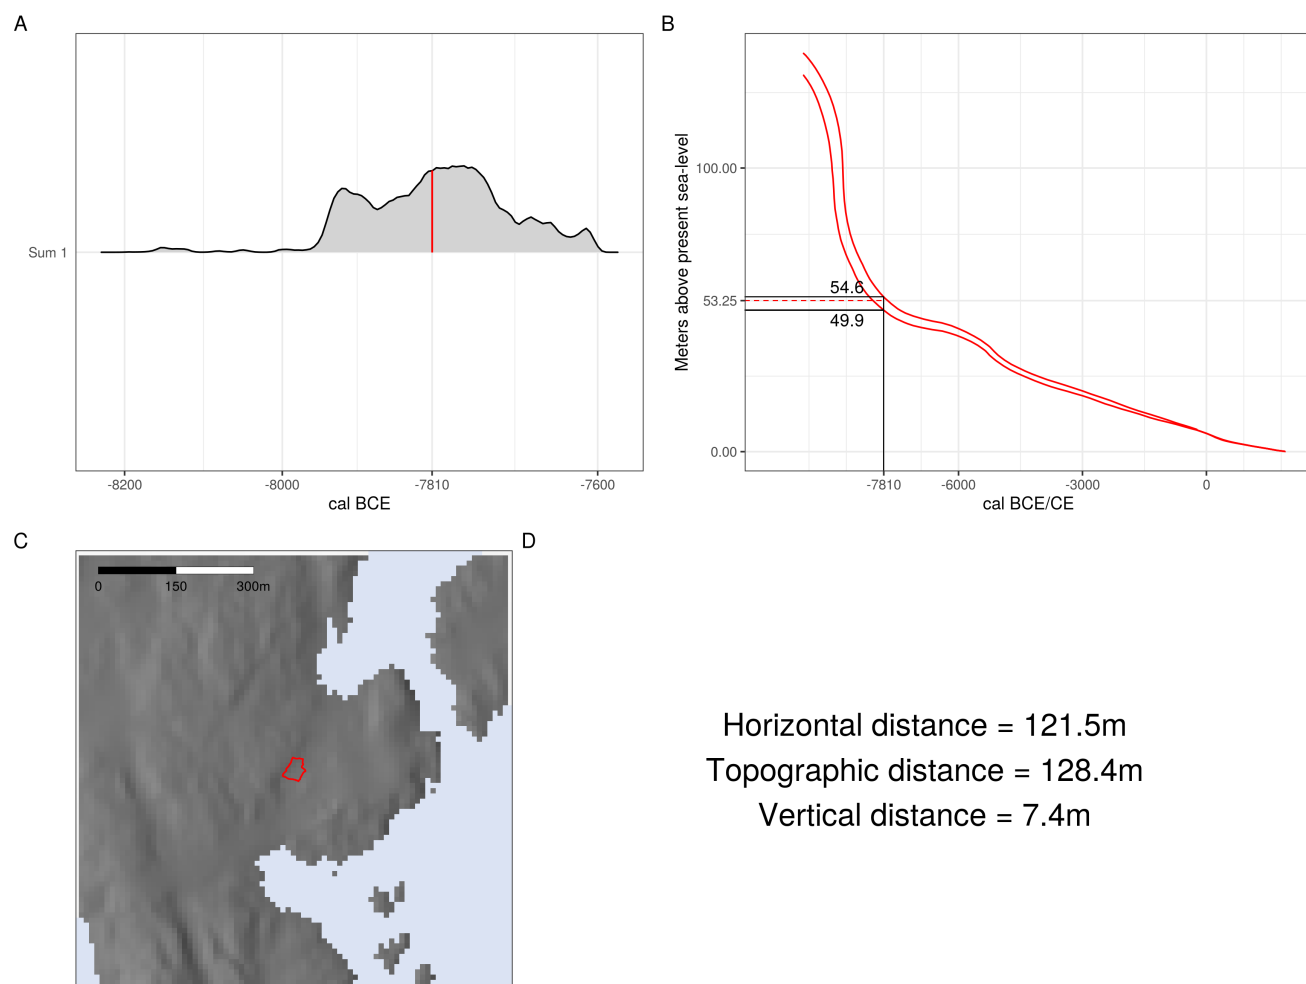 A
Sum 1
-8200
-8000
-7810
-7600
cal BCE
B
Meters above present sea-level
100.00
53.25
0.00
54.6
49.9
-7810
-6000
-3000
0
cal BCE/CE
C
0
150
300m
D
Horizontal distance = 121.5m
Topographic distance = 128.4m
Vertical distance = 7.4m